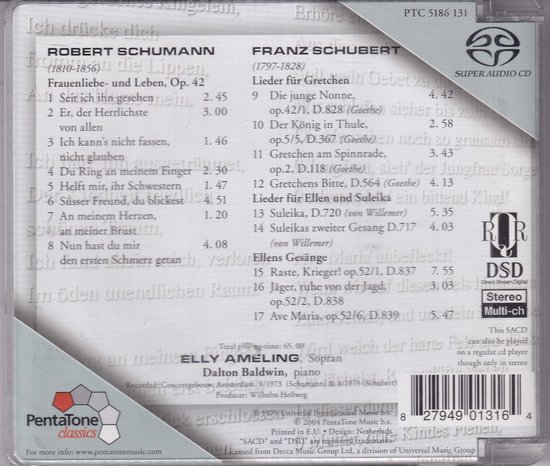 PTC 5186 131
SUPER AUDIO CD
ROBERT SCHUMANN
(1810-1856)
Frauenliebe- und Leben, Op. 42
1 Seit ich ihn gesehen 2. 45
2 Er, der Herrlichste 3. 00
von allen
3 Ich kann's nicht fassen, 1. 46
nicht glauben
4 Du Ring an meinem Finger 2. 30
5 Helft mir, ihr Schwestern 1. 47
6 Süsser Freund, du blickest 4. 51
7 An meinem Herzen, 1. 20
an meiner Brust
8 Nun hast du mir 4. 08
den ersten Schmerz getan
FRANZ SCHUBERT
(1797-1828)
Lieder für Gretchen
9 Die junge Nonne, 4. 42
op.42/1, D.828 (Goethe)
10 Der König in Thule, 2. 58
op.5/5, D.367 (Goethe)
11 Gretchen am Spinnrade, 3. 43
op.2, D.118 (Goethe)
12 Gretchens Bitte, D.564 (Goethe) 4. 13
Lieder für Ellen und Suleika
13 Suleika, D.720 (von Willemer) 5. 35
14 Suleikas zweiter Gesang D.717 4. 03
(von Willemer)
Ellens Gesänge
15 Raste, Krieger! op.52/1, D.837 7. 55
16 Jäger, ruhe von der Jagd, 3. 03
op.52/2, D.838
17 Ave Maria, op.52/6, D.839 5. 47
RQR
DSD
Direct Stream Digital
Stereo
Multi-ch
This SACD
can also be played
on a regular cd player
though only in stereo
Total playing-time: 65. 00
ELLY AMELING, Sopran
Dalton Baldwin, piano
Recorded: Concertgebouw, Amsterdam, 8/1973 (Schumann) & 8/1975 (Schubert)
Producer: Wilhelm Hellweg
PentaTone
classics
For more info: www.pentatonemusic.com
℗ 1975 Universal International Music B.v.
© 2004 PentaTone Music b.v.
Printed in E.U. • Design: Netherlads
"SACD" and "DSD" are registered trademarks.
Licensed from Decca Music Group Ltd, a division of Universal Music Group
8 27949 01316 4